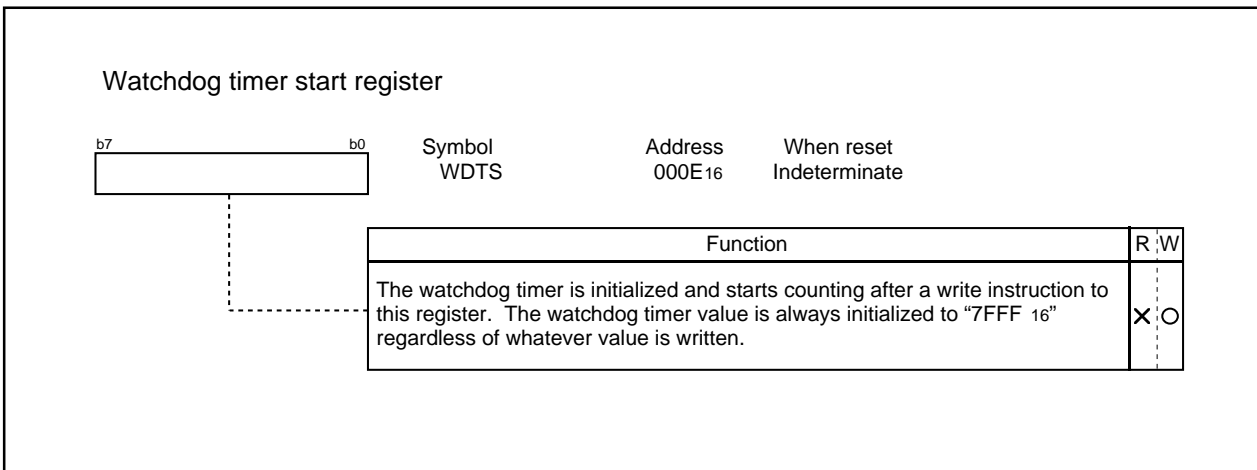 Watchdog timer start register
b7 b0 Symbol Address When reset
WDTS 000E16 Indeterminate
Function R W
The watchdog timer is initialized and starts counting after a write instruction to
this register. The watchdog timer value is always initialized to “7FFF 16”
regardless of whatever value is written.